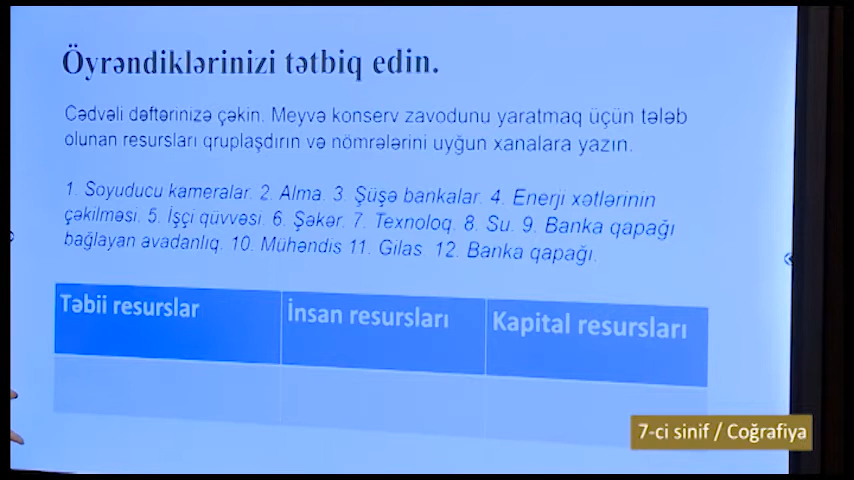 Öyrəndiklərinizi tətbiq edin.
Cədvəli dəftərinizə çəkin. Meyvə konserv zavodunu yaratmaq üçün tələb
olunan resursları qruplaşdırın və nömrələrini uyğun xanalara yazın.
1. Soyuducu kameralar. 2. Alma. 3. Şüşə bankalar. 4. Enerji xətlərinin
çəkilməsi. 5. İşçi qüvvəsi. 6. Şəkər. 7. Texnoloq. 8. Su. 9. Banka qapağı
bağlayan avadanlıq. 10. Mühəndis 11. Gilas 12. Banka qapağı.
Təbii resurslar İnsan resursları Kapital resursları
7-ci sinif / Coğrafiya